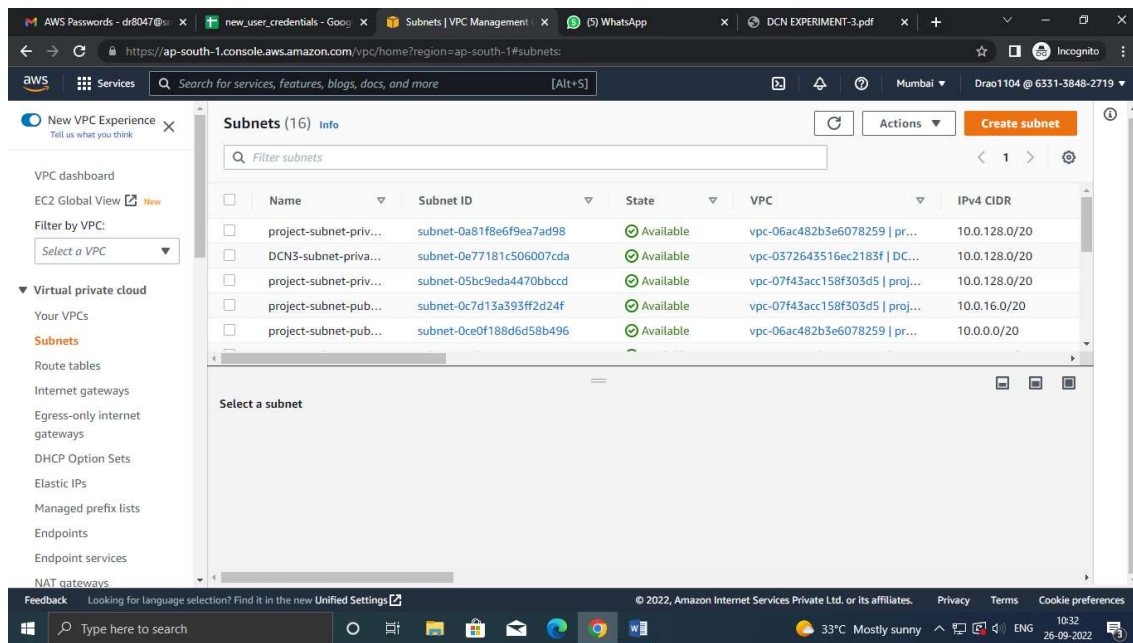 AWS Passwords - dr8047@sr
new_user_credentials - Goog
Subnets | VPC Management
(5) WhatsApp
DCN EXPERIMENT-3.pdf
https://ap-south-1.console.aws.amazon.com/vpc/home?region=ap-south-1#subnets:
Incognito
aws
Services
Search for services, features, blogs, docs, and more
[Alt+S]
Mumbai
Drao1104 @ 6331-3848-2719
New VPC Experience
Tell us what you think
VPC dashboard
EC2 Global View New
Filter by VPC:
Select a VPC
Virtual private cloud
Your VPCs
Subnets
Route tables
Internet gateways
Egress-only internet
gateways
DHCP Option Sets
Elastic IPs
Managed prefix lists
Endpoints
Endpoint services
NAT gateways
Subnets (16) Info
Actions
Create subnet
Filter subnets
1
Name Subnet ID State VPC IPv4 CIDR
project-subnet-priv... subnet-0a81f8e6f9ea7ad98 Available vpc-06ac482b3e6078259 | pr... 10.0.128.0/20
DCN3-subnet-priva... subnet-0e77181c506007cda Available vpc-0372643516ec2183f | DC... 10.0.128.0/20
project-subnet-priv... subnet-05bc9eda4470bbccd Available vpc-07f43acc158f303d5 | proj... 10.0.128.0/20
project-subnet-pub... subnet-0c7d13a393ff2d24f Available vpc-07f43acc158f303d5 | proj... 10.0.16.0/20
project-subnet-pub... subnet-0ce0f188d6d58b496 Available vpc-06ac482b3e6078259 | pr... 10.0.0.0/20
Select a subnet
Feedback
Looking for language selection? Find it in the new Unified Settings
© 2022, Amazon Internet Services Private Ltd. or its affiliates.
Privacy
Terms
Cookie preferences
Type here to search
33°C Mostly sunny
ENG
10:32
26-09-2022
3